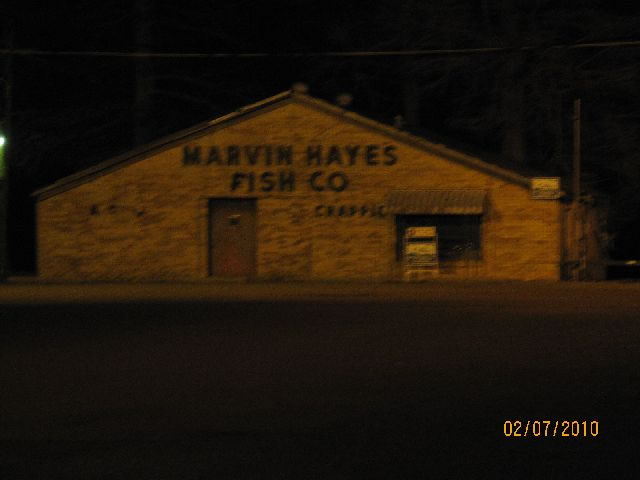 MARVIN HAYES
FISH CO
CRAPPIE
02/07/2010